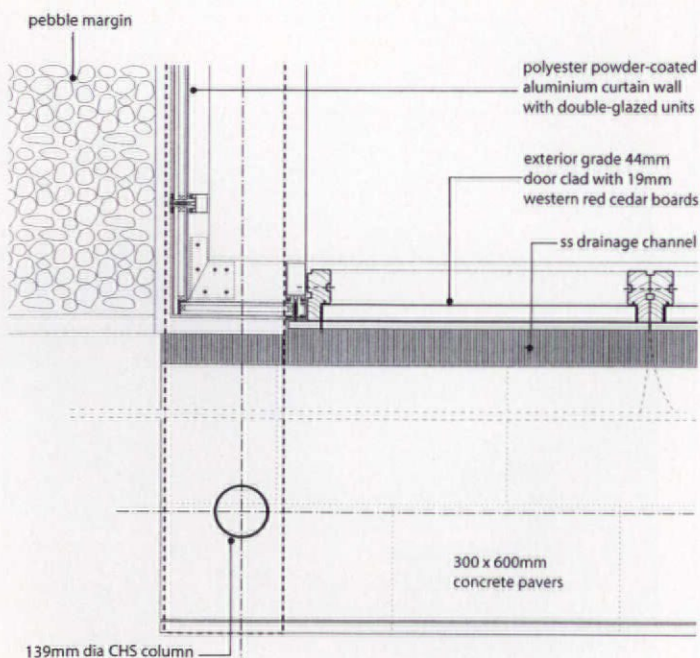 pebble margin
polyester powder-coated
aluminium curtain wall
with double-glazed units
exterior grade 44mm
door clad with 19mm
western red cedar boards
ss drainage channel
300 x 600mm
concrete pavers
139mm dia CHS column